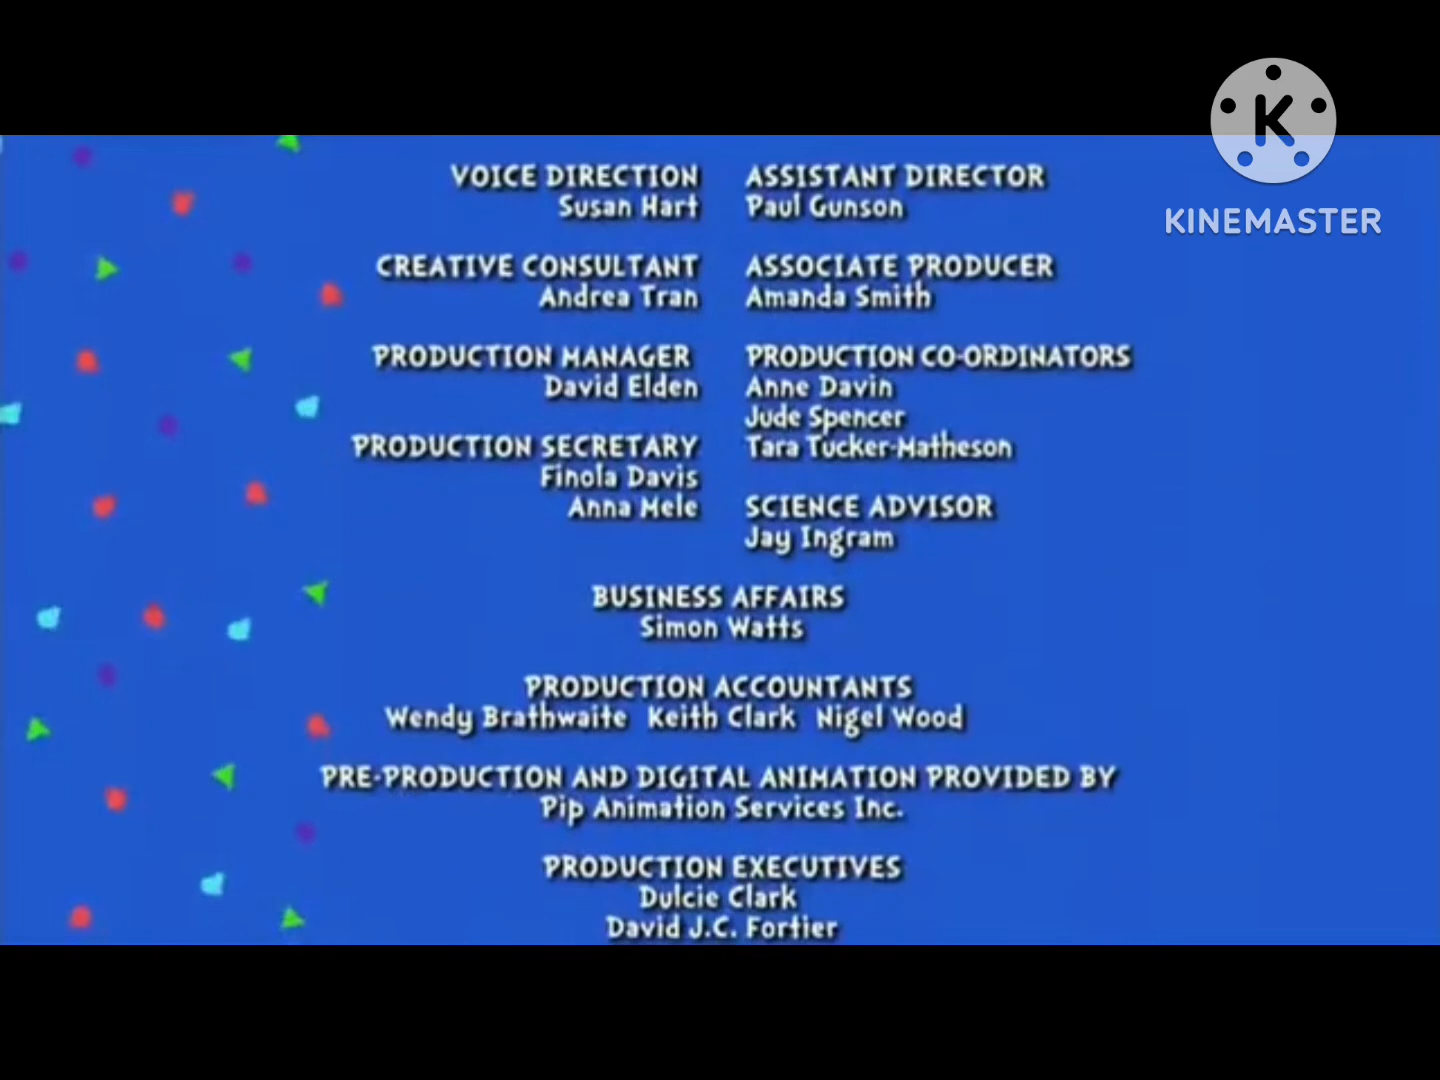 VOICE DIRECTION
Susan Hart
ASSISTANT DIRECTOR
Paul Gunson
CREATIVE CONSULTANT
Andrea Tran
ASSOCIATE PRODUCER
Amanda Smith
PRODUCTION MANAGER
David Elden
PRODUCTION CO-ORDINATORS
Anne Davin
Jude Spencer
Tara Tucker-Matheson
PRODUCTION SECRETARY
Finola Davis
Anna Mele
SCIENCE ADVISOR
Jay Ingram
BUSINESS AFFAIRS
Simon Watts
PRODUCTION ACCOUNTANTS
Wendy Brathwaite Keith Clark Nigel Wood
PRE-PRODUCTION AND DIGITAL ANIMATION PROVIDED BY
Pip Animation Services Inc.
PRODUCTION EXECUTIVES
Dulcie Clark
David J.C. Fortier
K
KINEMASTER